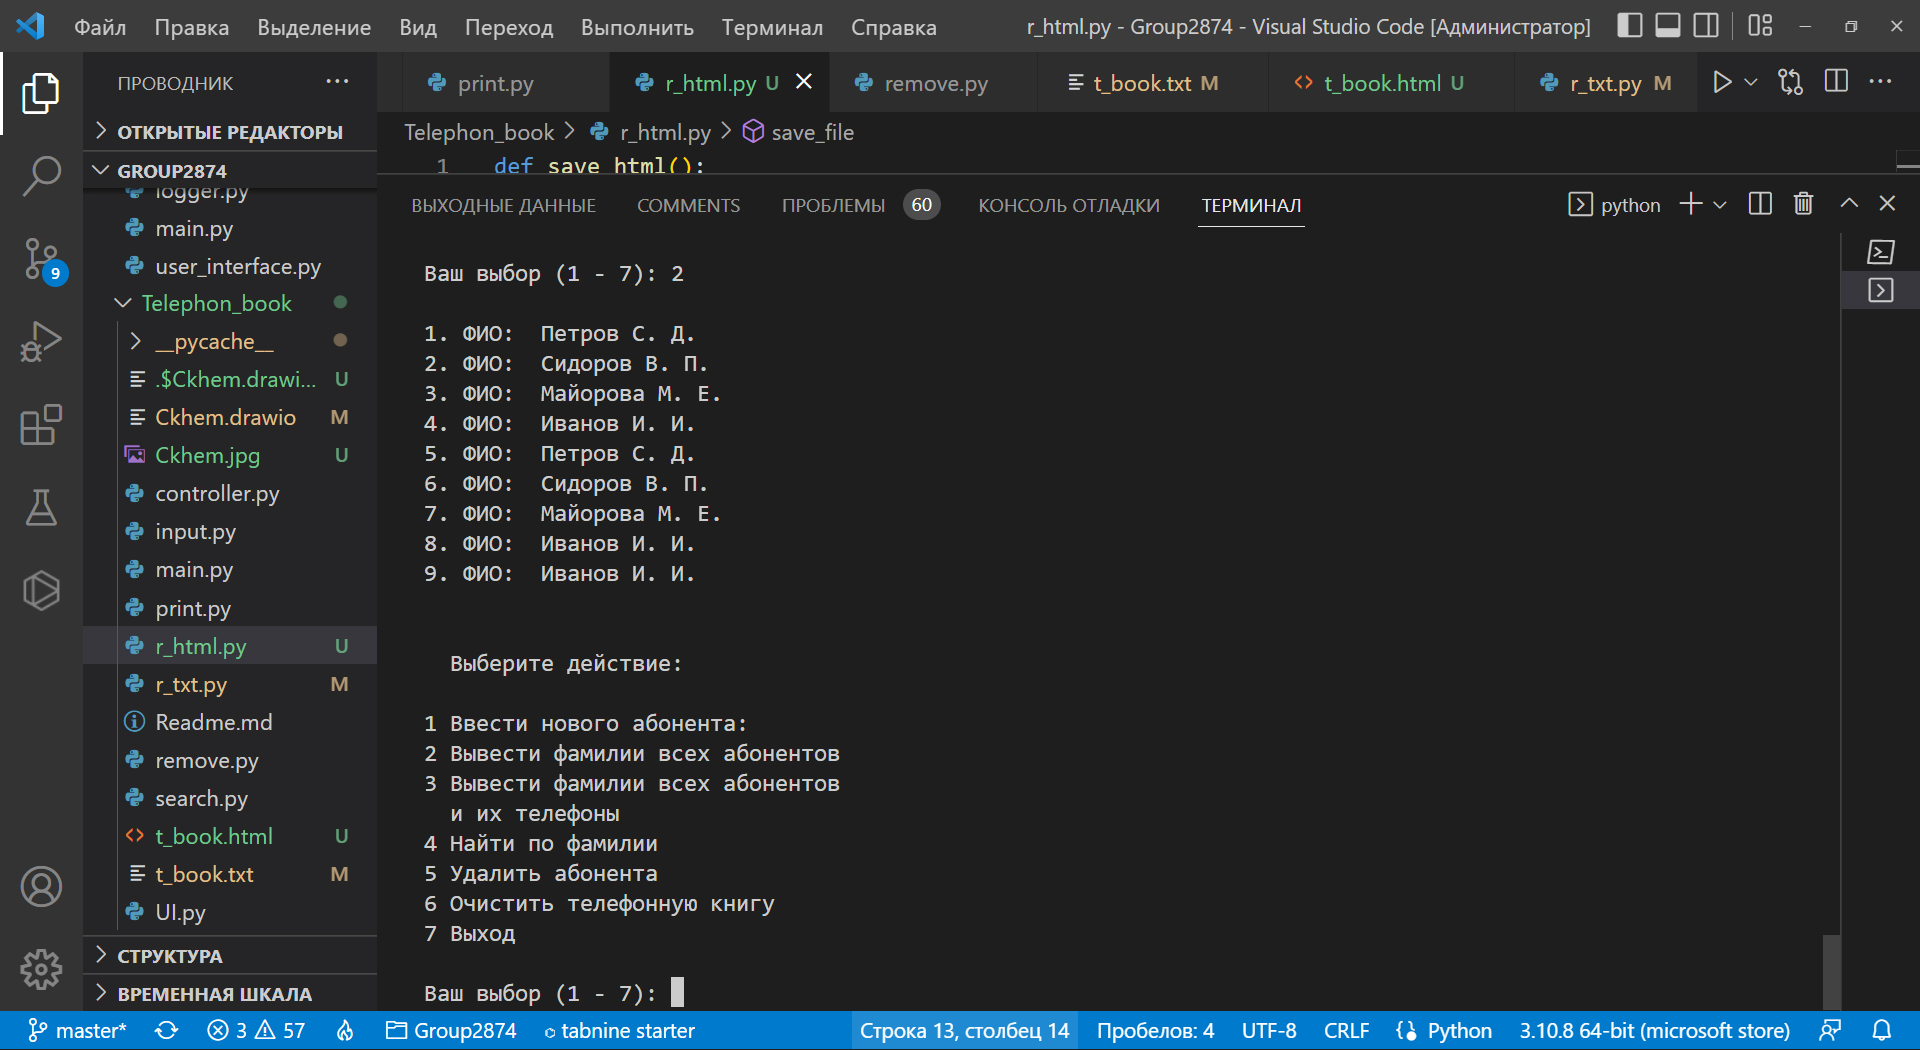 Файл Правка Выделение Вид Переход Выполнить Терминал Справка r_html.py - Group2874 - Visual Studio Code [Администратор]
ПРОВОДНИК ···
print.py r_html.py U remove.py t_book.txt M t_book.html U r_txt.py M
ОТКРЫТЫЕ РЕДАКТОРЫ
Telephon_book > r_html.py > save_file
GROUP2874
1 def save_html():
logger.py
main.py
user_interface.py
Telephon_book
__pycache__
.$Ckhem.drawi... U
Ckhem.drawio M
Ckhem.jpg U
controller.py
input.py
main.py
print.py
r_html.py U
r_txt.py M
Readme.md
remove.py
search.py
t_book.html U
t_book.txt M
UI.py
СТРУКТУРА
ВРЕМЕННАЯ ШКАЛА
9
ВЫХОДНЫЕ ДАННЫЕ COMMENTS ПРОБЛЕМЫ 60 КОНСОЛЬ ОТЛАДКИ ТЕРМИНАЛ python
Ваш выбор (1 - 7): 2
1. ФИО: Петров С. Д.
2. ФИО: Сидоров В. П.
3. ФИО: Майорова М. Е.
4. ФИО: Иванов И. И.
5. ФИО: Петров С. Д.
6. ФИО: Сидоров В. П.
7. ФИО: Майорова М. Е.
8. ФИО: Иванов И. И.
9. ФИО: Иванов И. И.
Выберите действие:
1 Ввести нового абонента:
2 Вывести фамилии всех абонентов
3 Вывести фамилии всех абонентов
и их телефоны
4 Найти по фамилии
5 Удалить абонента
6 Очистить телефонную книгу
7 Выход
Ваш выбор (1 - 7):
master* 3 57 Group2874 tabnine starter Строка 13, столбец 14 Пробелов: 4 UTF-8 CRLF Python 3.10.8 64-bit (microsoft store)